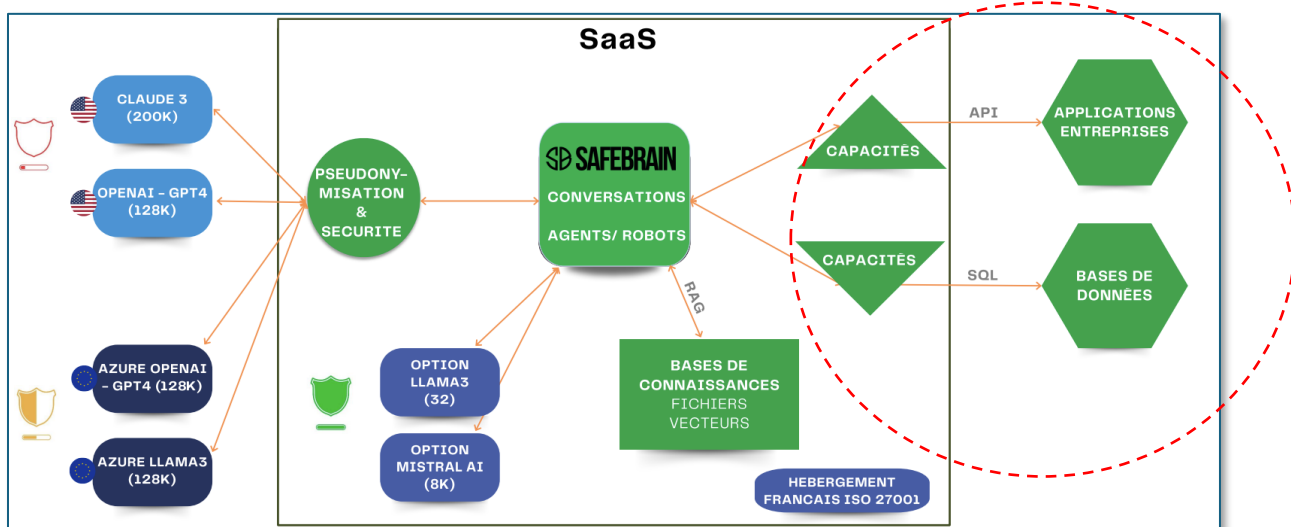 SaaS
CLAUDE 3
(200K)
OPENAI - GPT4
(128K)
AZURE OPENAI
- GPT4 (128K)
AZURE LLAMA3
(128K)
PSEUDONY-
MISATION
&
SECURITE
SAFEBRAIN
CONVERSATIONS
AGENTS/ ROBOTS
OPTION
LLAMA3
(32)
OPTION
MISTRAL AI
(8K)
RAG
BASES DE
CONNAISSANCES
FICHIERS
VECTEURS
CAPACITÉS
API
APPLICATIONS
ENTREPRISES
CAPACITÉS
SQL
BASES DE
DONNÉES
HEBERGEMENT
FRANCAIS ISO 27001